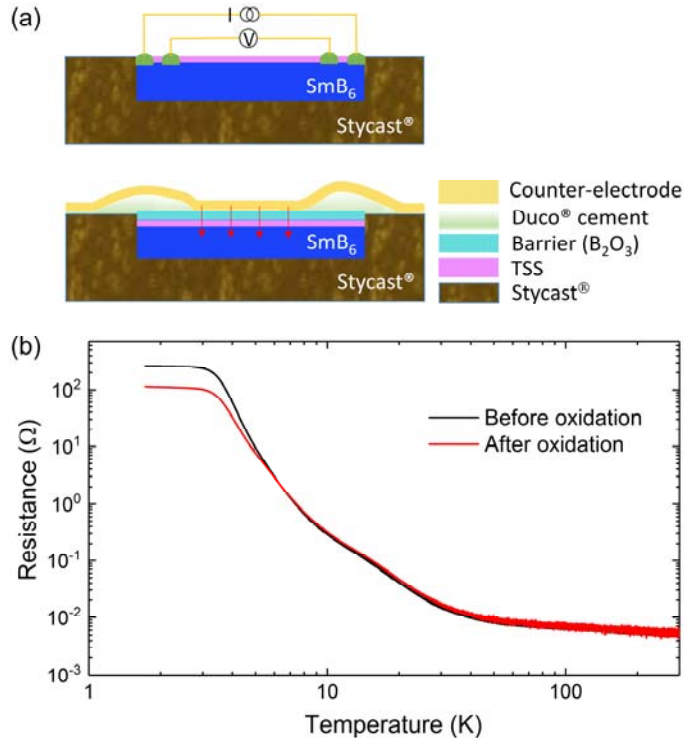 (a)
I
V
SmB₆
Stycast®
Counter-electrode
Duco® cement
Barrier (B₂O₃)
TSS
Stycast®
SmB₆
Stycast®
(b)
Before oxidation
After oxidation
Resistance (Ω)
10²
10¹
10⁰
10⁻¹
10⁻²
10⁻³
1 10 100
Temperature (K)